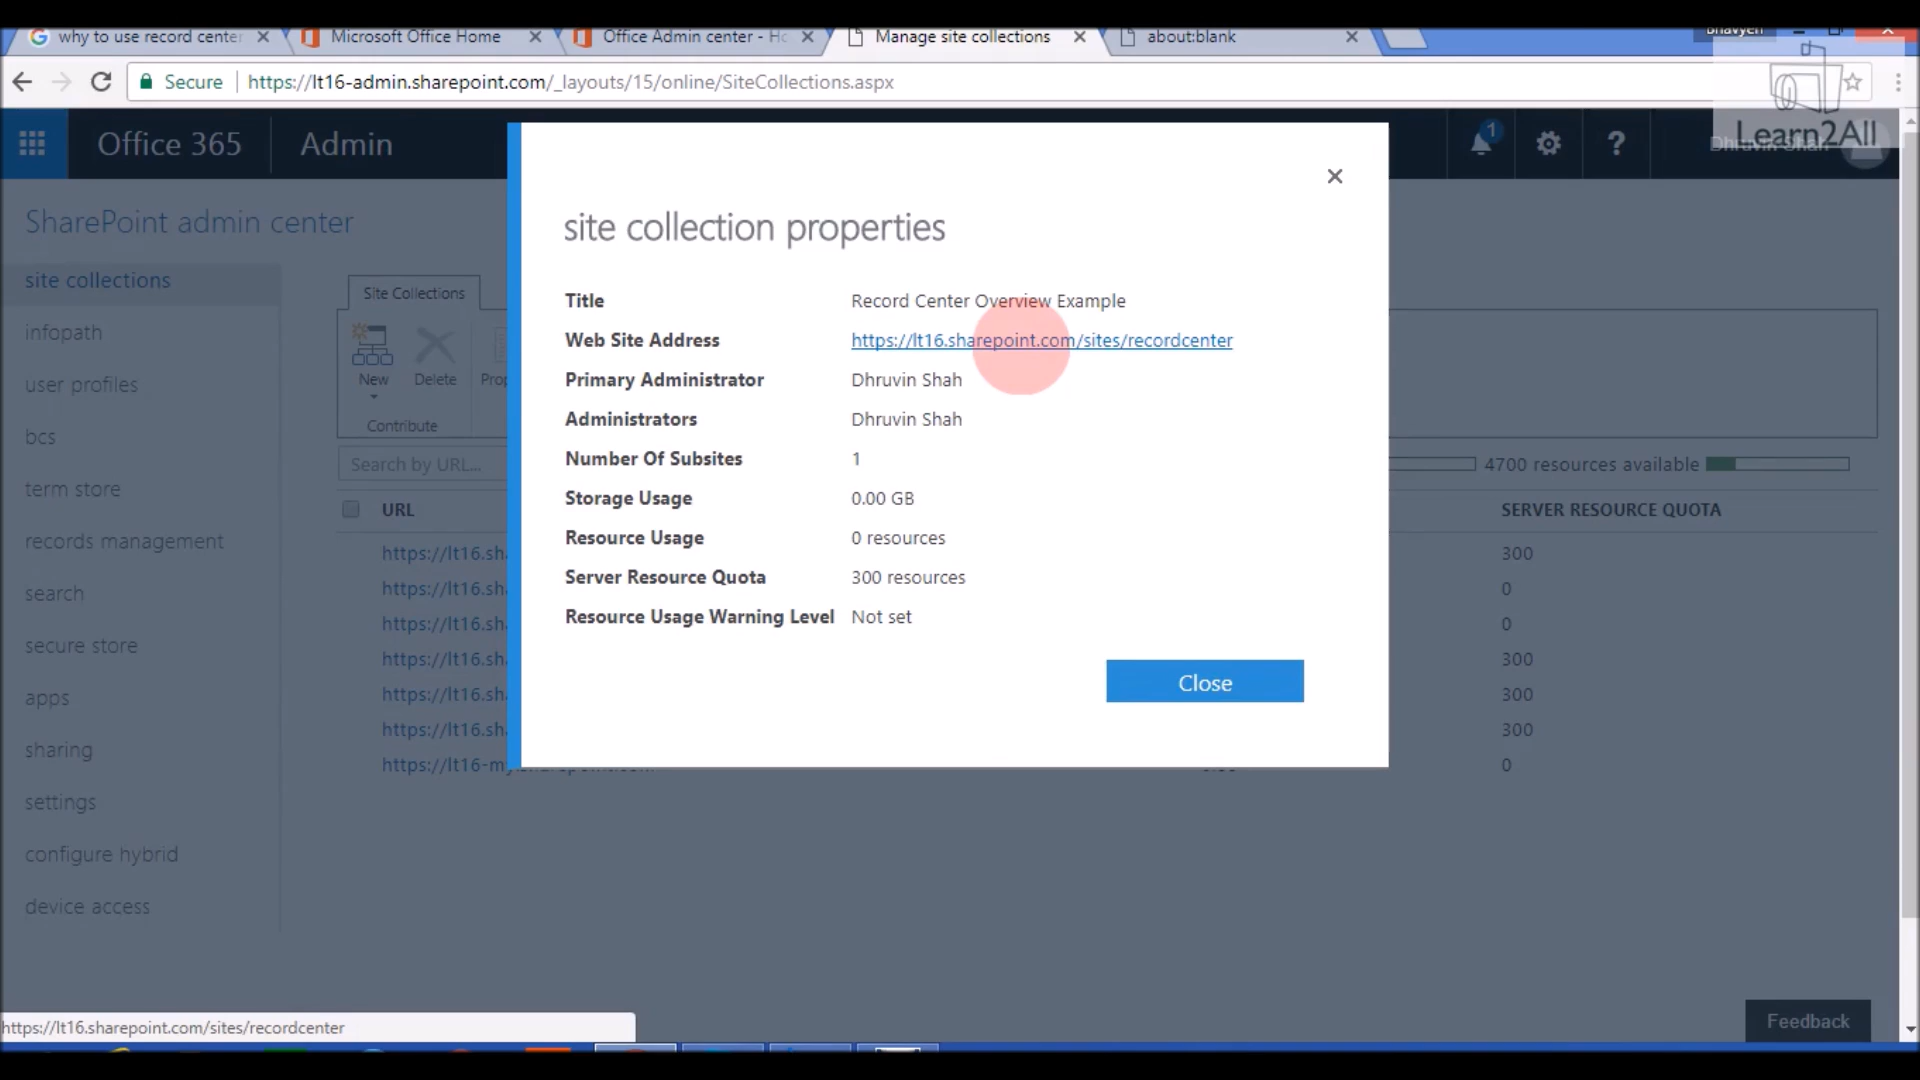 why to use record center
Microsoft Office Home
Office Admin center - Ho
Manage site collections
about:blank
Bhavyen
Secure
https://lt16-admin.sharepoint.com/_layouts/15/online/SiteCollections.aspx
Learn2All
Office 365
Admin
1
?
Dhruvin Shah
SharePoint admin center
site collections
infopath
user profiles
bcs
term store
records management
search
secure store
apps
sharing
settings
configure hybrid
device access
Site Collections
New
Delete
Contribute
Search by URL...
4700 resources available
URL
SERVER RESOURCE QUOTA
https://lt16.sh 300
https://lt16.sh 0
https://lt16.sh 0
https://lt16.sh 300
https://lt16.sh 300
https://lt16.sh 300
https://lt16-my 0
site collection properties
Title Record Center Overview Example
Web Site Address https://lt16.sharepoint.com/sites/recordcenter
Primary Administrator Dhruvin Shah
Administrators Dhruvin Shah
Number Of Subsites 1
Storage Usage 0.00 GB
Resource Usage 0 resources
Server Resource Quota 300 resources
Resource Usage Warning Level Not set
Close
Feedback
https://lt16.sharepoint.com/sites/recordcenter